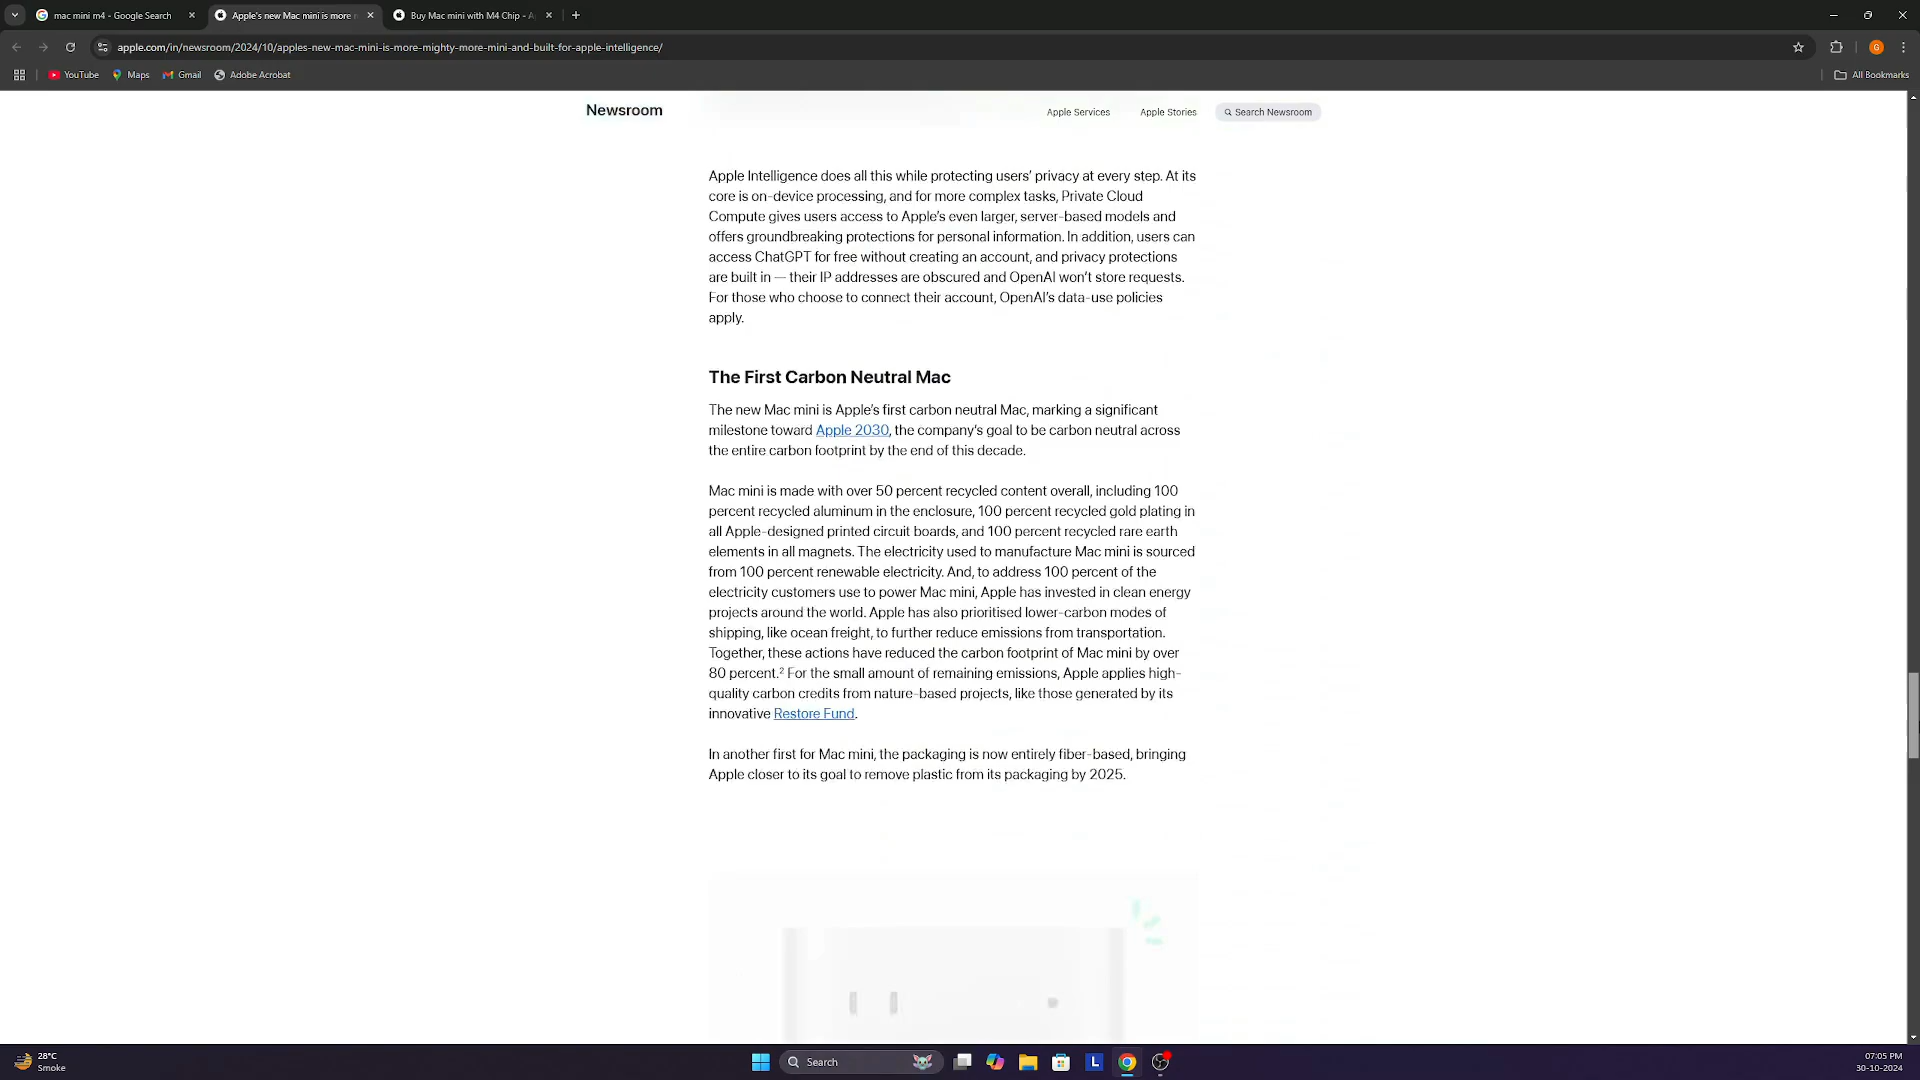 mac mini m4 - Google Search
Apple's new Mac mini is more
Buy Mac mini with M4 Chip -
apple.com/in/newsroom/2024/10/apples-new-mac-mini-is-more-mighty-more-mini-and-built-for-apple-intelligence/
G
YouTube
Maps
Gmail
Adobe Acrobat
All Bookmarks
Newsroom
Apple Services
Apple Stories
Search Newsroom
Apple Intelligence does all this while protecting users’ privacy at every step. At its
core is on-device processing, and for more complex tasks, Private Cloud
Compute gives users access to Apple’s even larger, server-based models and
offers groundbreaking protections for personal information. In addition, users can
access ChatGPT for free without creating an account, and privacy protections
are built in — their IP addresses are obscured and OpenAI won’t store requests.
For those who choose to connect their account, OpenAI’s data-use policies
apply.
The First Carbon Neutral Mac
The new Mac mini is Apple’s first carbon neutral Mac, marking a significant
milestone toward Apple 2030, the company’s goal to be carbon neutral across
the entire carbon footprint by the end of this decade.
Mac mini is made with over 50 percent recycled content overall, including 100
percent recycled aluminum in the enclosure, 100 percent recycled gold plating in
all Apple-designed printed circuit boards, and 100 percent recycled rare earth
elements in all magnets. The electricity used to manufacture Mac mini is sourced
from 100 percent renewable electricity. And, to address 100 percent of the
electricity customers use to power Mac mini, Apple has invested in clean energy
projects around the world. Apple has also prioritised lower-carbon modes of
shipping, like ocean freight, to further reduce emissions from transportation.
Together, these actions have reduced the carbon footprint of Mac mini by over
80 percent.² For the small amount of remaining emissions, Apple applies high-
quality carbon credits from nature-based projects, like those generated by its
innovative Restore Fund.
In another first for Mac mini, the packaging is now entirely fiber-based, bringing
Apple closer to its goal to remove plastic from its packaging by 2025.
28°C
Smoke
Search
L
07:05 PM
30-10-2024